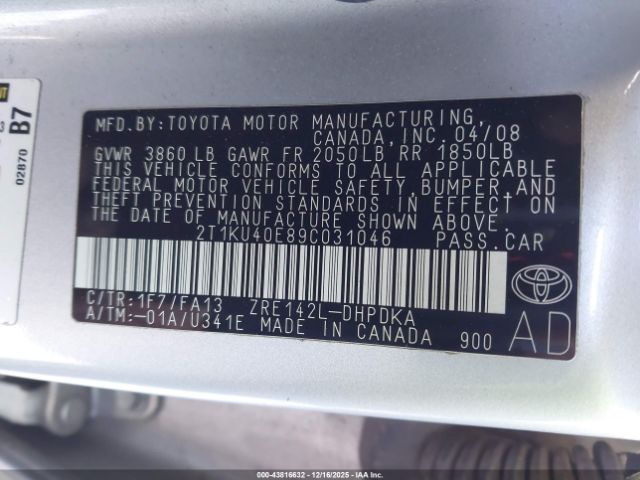 MFD.BY:TOYOTA MOTOR MANUFACTURING,
CANADA,INC. 04/08
GVWR 3860 LB GAWR FR 2050LB RR 1850LB
THIS VEHICLE CONFORMS TO ALL APPLICABLE
FEDERAL MOTOR VEHICLE SAFETY, BUMPER, AND
THEFT PREVENTION STANDARDS IN EFFECT ON
THE DATE OF MANUFACTURE SHOWN ABOVE.
2T1KU40E89C031046 PASS.CAR
C/TR:1F7/FA13 ZRE142L-DHPDKA
A/TM:-01A/U341E MADE IN CANADA 900
AD
B7
02870
000-43816632 - 12/16/2025 - IAAI.COM